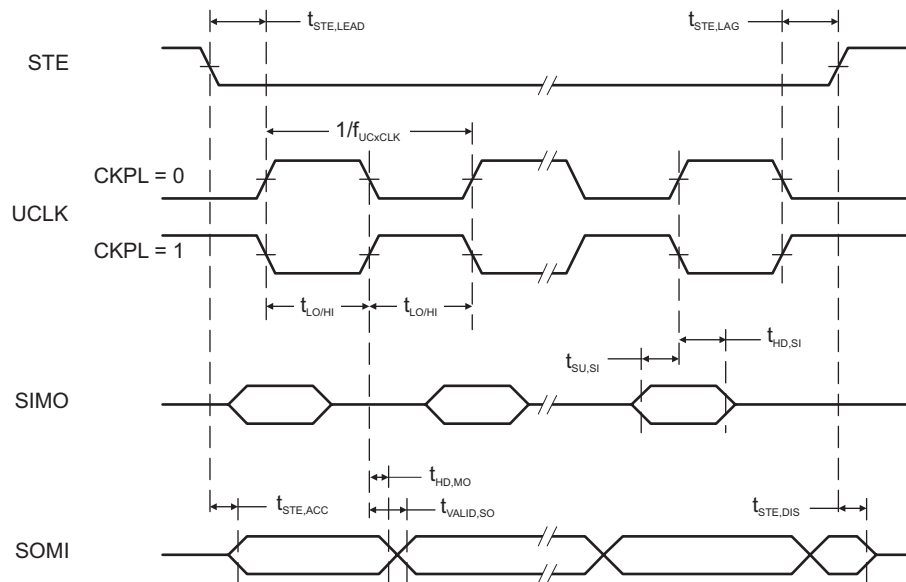 tSTE,LEAD
tSTE,LAG
STE
1/fUCxCLK
CKPL = 0
UCLK
CKPL = 1
tLO/HI
tLO/HI
tHD,SI
tSU,SI
SIMO
tHD,MO
tSTE,ACC
tVALID,SO
tSTE,DIS
SOMI